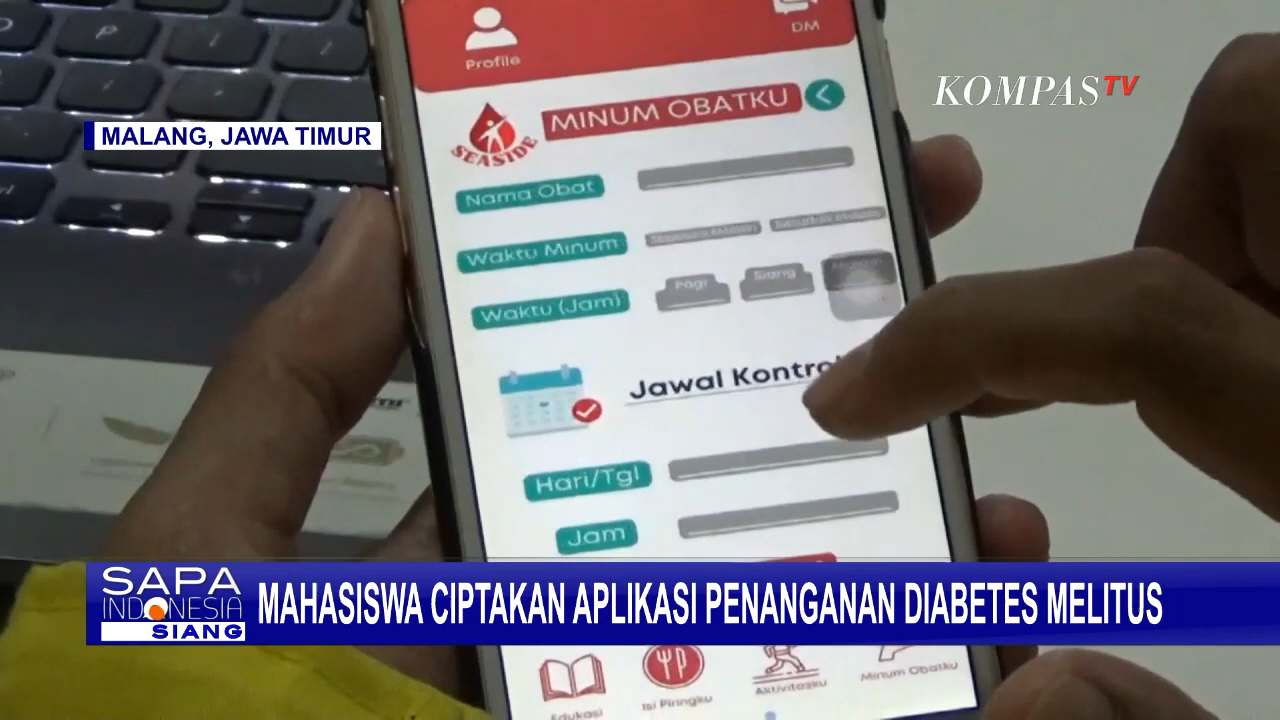 Profile
DM
KOMPASTV
MALANG, JAWA TIMUR
MINUM OBATKU
SEASIDE
Nama Obat
Waktu Minum
Waktu (Jam)
Pagi
Siang
Jawal Kontrol
Hari/Tgl
Jam
SAPA
INDONESIA
SIANG
MAHASISWA CIPTAKAN APLIKASI PENANGANAN DIABETES MELITUS
Edukasi
Isi Piringku
Aktivitasku
Minum Obatku